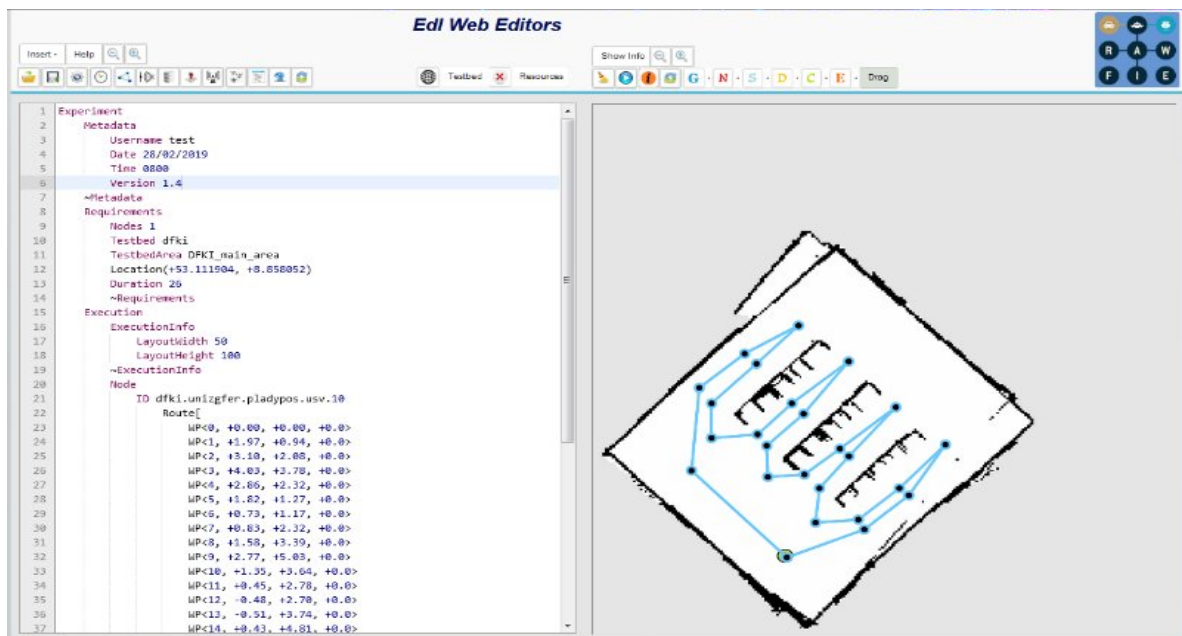 Edl Web Editors
Insert - Help
Testbed Resources
Show Info
G - N - S - D - C - E - Drag
R A W
F I E
1 Experiment
2 Metadata
3 Username test
4 Date 28/02/2019
5 Time 0800
6 Version 1.4
7 ~Metadata
8 Requirements
9 Nodes 1
10 Testbed dfki
11 TestbedArea DFKI_main_area
12 Location(+53.111904, +8.858052)
13 Duration 26
14 ~Requirements
15 Execution
16 ExecutionInfo
17 LayoutWidth 50
18 LayoutHeight 100
19 ~ExecutionInfo
20 Node
21 ID dfki.unizgfer.pladypos.usv.10
22 Route[
23 WP<0, +0.00, +0.00, +0.0>
24 WP<1, +1.97, +0.94, +0.0>
25 WP<2, +3.10, +2.08, +0.0>
26 WP<3, +4.03, +3.78, +0.0>
27 WP<4, +2.86, +2.32, +0.0>
28 WP<5, +1.82, +1.27, +0.0>
29 WP<6, +0.73, +1.17, +0.0>
30 WP<7, +0.83, +2.32, +0.0>
31 WP<8, +1.58, +3.39, +0.0>
32 WP<9, +2.77, +5.03, +0.0>
33 WP<10, +1.35, +3.64, +0.0>
34 WP<11, +0.45, +2.78, +0.0>
35 WP<12, -0.48, +2.70, +0.0>
36 WP<13, -0.51, +3.74, +0.0>
37 WP<14, +0.43, +4.81, +0.0>